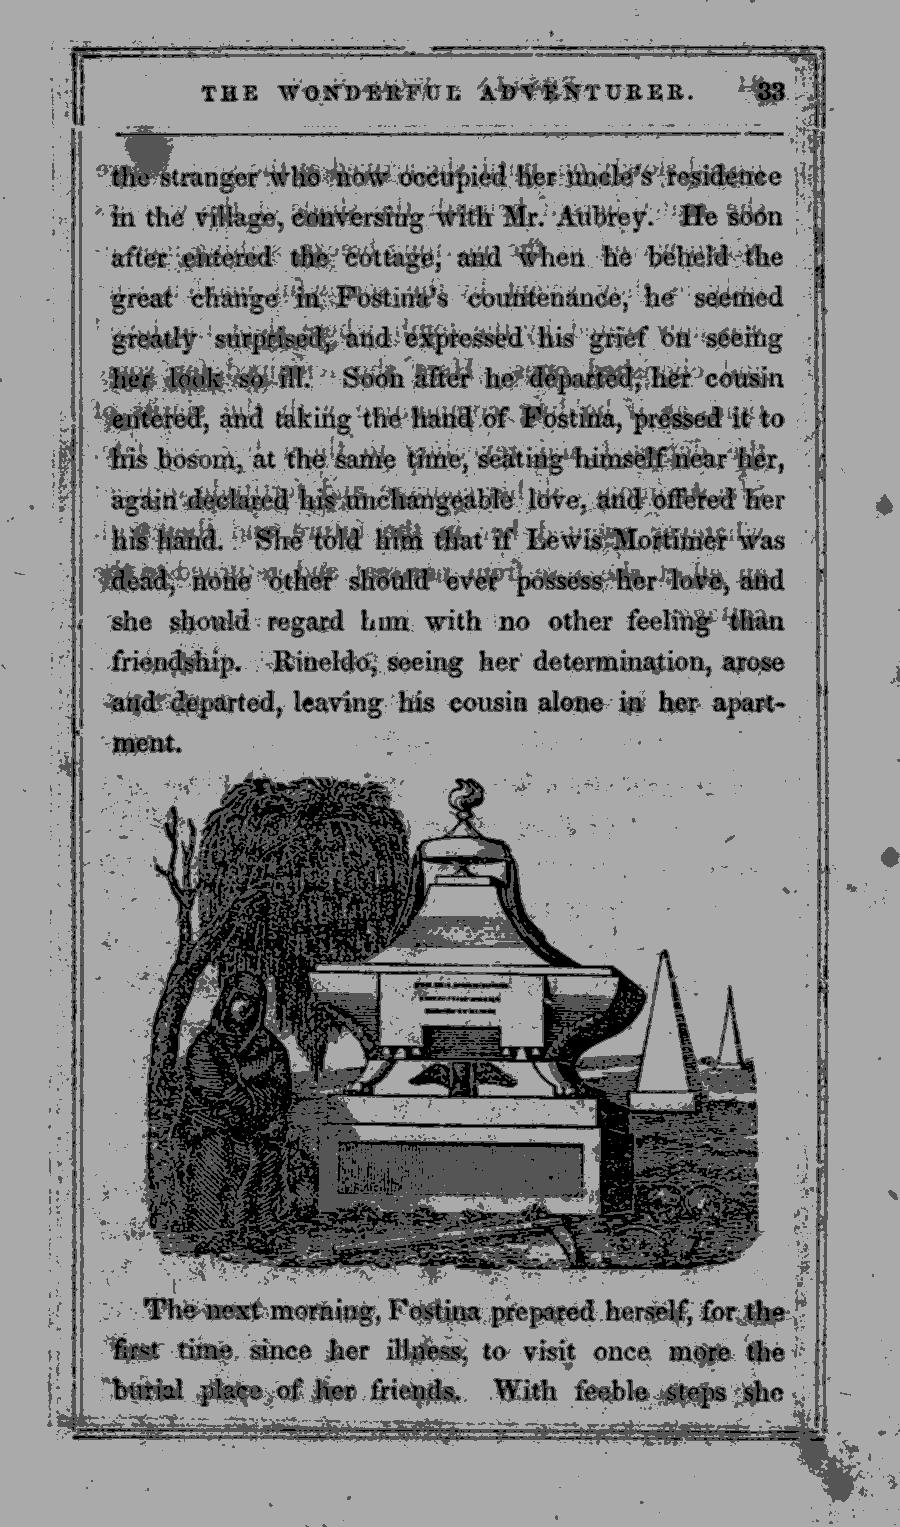 THE WONDERFUL ADVENTURER. 33
the stranger who now occupied her uncle's residence
in the village, conversing with Mr. Aubrey. He soon
after entered the cottage, and when he beheld the
great change in Fostina's countenance, he seemed
greatly surprised, and expressed his grief on seeing
her look so ill. Soon after he departed, her cousin
entered, and taking the hand of Fostina, pressed it to
his bosom, at the same time, seating himself near her,
again declared his unchangeable love, and offered her
his hand. She told him that if Lewis Mortimer was
dead, none other should ever possess her love, and
she should regard him with no other feeling than
friendship. Rineldo, seeing her determination, arose
and departed, leaving his cousin alone in her apart-
ment.
The next morning, Fostina prepared herself, for the
first time since her illness, to visit once more the
burial place of her friends. With feeble steps she